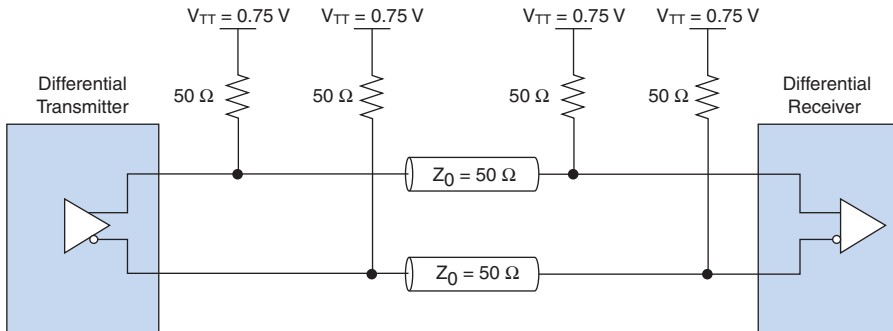 V_TT = 0.75 V V_TT = 0.75 V V_TT = 0.75 V V_TT = 0.75 V
Differential
Transmitter
50 Ω 50 Ω 50 Ω 50 Ω
Differential
Receiver
Z_0 = 50 Ω
Z_0 = 50 Ω